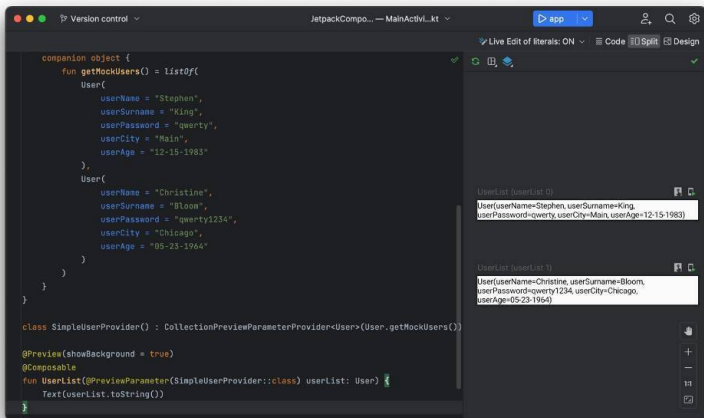 Version control
JetpackCompo... — MainActivi...kt
app
Live Edit of literals: ON
Code
Split
Design
companion object {
fun getMockUsers() = listOf(
User(
userName = "Stephen",
userSurname = "King",
userPassword = "qwerty",
userCity = "Main",
userAge = "12-15-1983"
),
User(
userName = "Christine",
userSurname = "Bloom",
userPassword = "qwerty1234",
userCity = "Chicago",
userAge = "05-23-1964"
)
)
}
}
class SimpleUserProvider() : CollectionPreviewParameterProvider<User>(User.getMockUsers())
@Preview(showBackground = true)
@Composable
fun UserList(@PreviewParameter(SimpleUserProvider::class) userList: User) {
Text(userList.toString())
}
UserList (userList 0)
User(userName=Stephen, userSurname=King,
userPassword=qwerty, userCity=Main, userAge=12-15-1983)
UserList (userList 1)
User(userName=Christine, userSurname=Bloom,
userPassword=qwerty1234, userCity=Chicago,
userAge=05-23-1964)
1:1